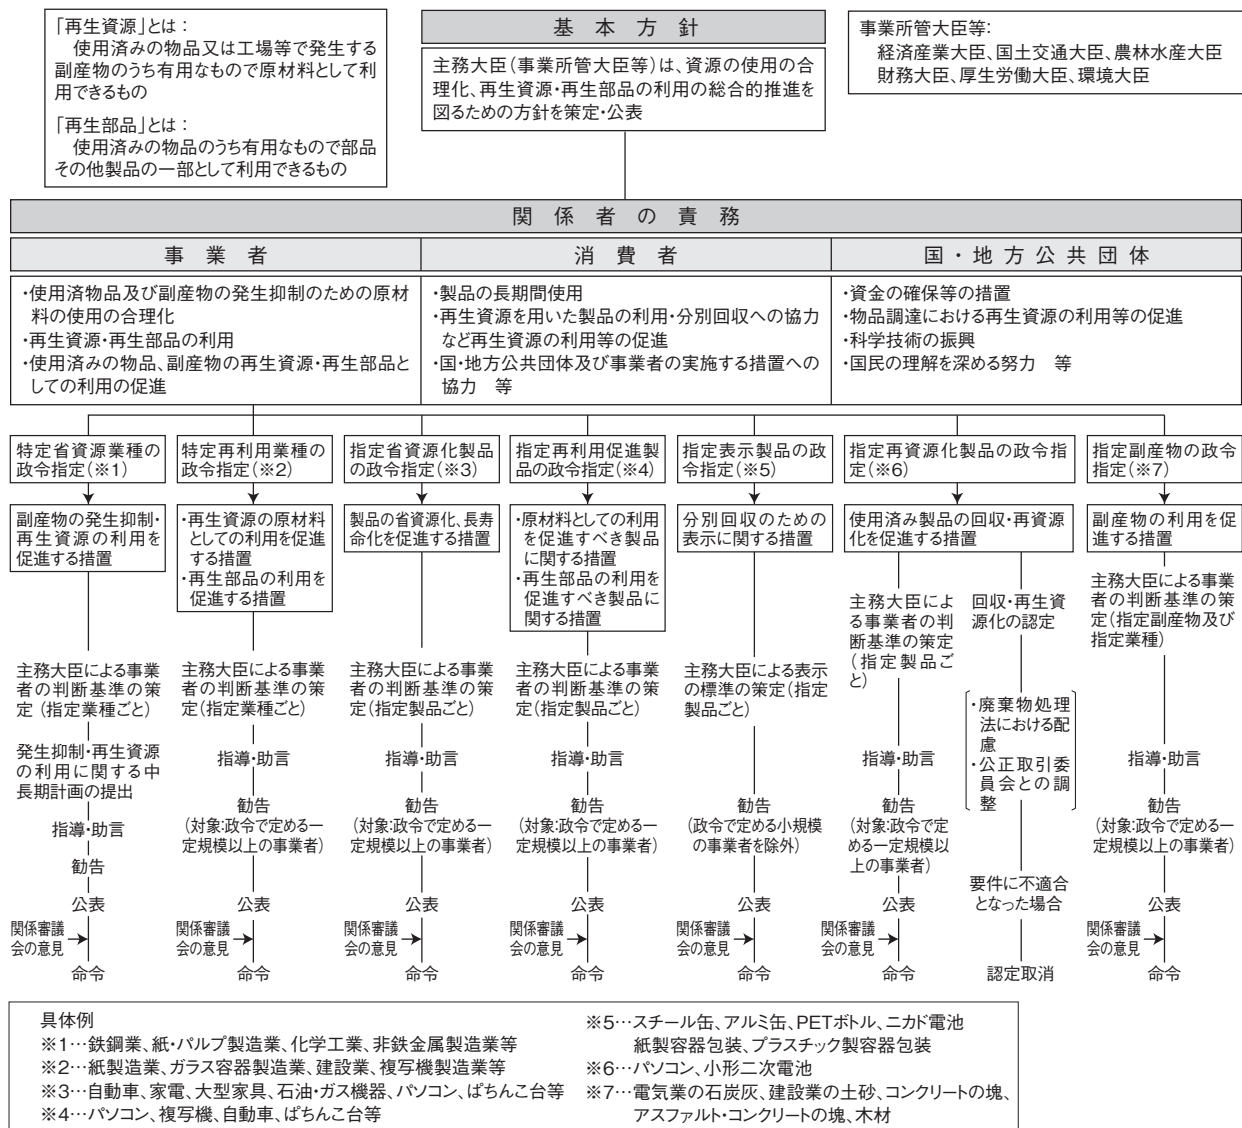 「再生資源」とは：
使用済みの物品又は工場等で発生する
副産物のうち有用なもので原材料として利
用できるもの
「再生部品」とは：
使用済みの物品のうち有用なもので部品
その他製品の一部として利用できるもの
基本方針
主務大臣（事業所管大臣等）は、資源の使用の合
理化、再生資源・再生部品の利用の総合的推進を
図るための方針を策定・公表
事業所管大臣等:
経済産業大臣、国土交通大臣、農林水産大臣
財務大臣、厚生労働大臣、環境大臣
関係者の責務
事業者
・使用済物品及び副産物の発生抑制のための原材
料の使用の合理化
・再生資源・再生部品の利用
・使用済みの物品、副産物の再生資源・再生部品と
しての利用の促進
消費者
・製品の長期間使用
・再生資源を用いた製品の利用・分別回収への協力
など再生資源の利用等の促進
・国・地方公共団体及び事業者の実施する措置への
協力　等
国・地方公共団体
・資金の確保等の措置
・物品調達における再生資源の利用等の促進
・科学技術の振興
・国民の理解を深める努力　等
特定省資源業種の
政令指定（※1）
副産物の発生抑制・
再生資源の利用を
促進する措置
主務大臣による事業
者の判断基準の策
定（指定業種ごと）
発生抑制・再生資源
の利用に関する中
長期計画の提出
指導・助言
勧告
公表
関係審議
会の意見
命令
特定再利用業種の
政令指定（※2）
・再生資源の原材料
としての利用を促進
する措置
・再生部品の利用を
促進する措置
主務大臣による事業
者の判断基準の策
定（指定業種ごと）
指導・助言
勧告
（対象:政令で定める一
定規模以上の事業者）
公表
関係審議
会の意見
命令
指定省資源化製品
の政令指定（※3）
製品の省資源化、長寿
命化を促進する措置
主務大臣による事業
者の判断基準の策
定（指定製品ごと）
指導・助言
勧告
（対象:政令で定める一
定規模以上の事業者）
公表
関係審議
会の意見
命令
指定再利用促進製
品の政令指定（※4）
・原材料としての利用
を促進すべき製品
に関する措置
・再生部品の利用を
促進すべき製品に
関する措置
主務大臣による事業
者の判断基準の策
定（指定製品ごと）
指導・助言
勧告
（対象:政令で定める一
定規模以上の事業者）
公表
関係審議
会の意見
命令
指定表示製品の政
令指定（※5）
分別回収のための
表示に関する措置
主務大臣による表示
の標準の策定（指定
製品ごと）
勧告
（政令で定める小規模
の事業者を除外）
公表
関係審議
会の意見
命令
指定再資源化製品の政令指
定（※6）
使用済み製品の回収・再資源
化を促進する措置
主務大臣によ
る事業者の判
断基準の策定
（指定製品ご
と）
指導・助言
勧告
（対象:政令で定
める一定規模以
上の事業者）
公表
関係審議
会の意見
命令
回収・再生資
源化の認定
・廃棄物処理
法における配
慮
・公正取引委
員会との調
整
要件に不適合
となった場合
認定取消
指定副産物の政令
指定（※7）
副産物の利用を促
進する措置
主務大臣による事業
者の判断基準の策
定（指定副産物及び
指定業種）
指導・助言
勧告
（対象:政令で定める一
定規模以上の事業者）
公表
関係審議
会の意見
命令
具体例
※1…鉄鋼業、紙・パルプ製造業、化学工業、非鉄金属製造業等
※2…紙製造業、ガラス容器製造業、建設業、複写機製造業等
※3…自動車、家電、大型家具、石油・ガス機器、パソコン、ぱちんこ台等
※4…パソコン、複写機、自動車、ぱちんこ台等
※5…スチール缶、アルミ缶、PETボトル、ニカド電池
紙製容器包装、プラスチック製容器包装
※6…パソコン、小形二次電池
※7…電気業の石炭灰、建設業の土砂、コンクリートの塊、
アスファルト・コンクリートの塊、木材